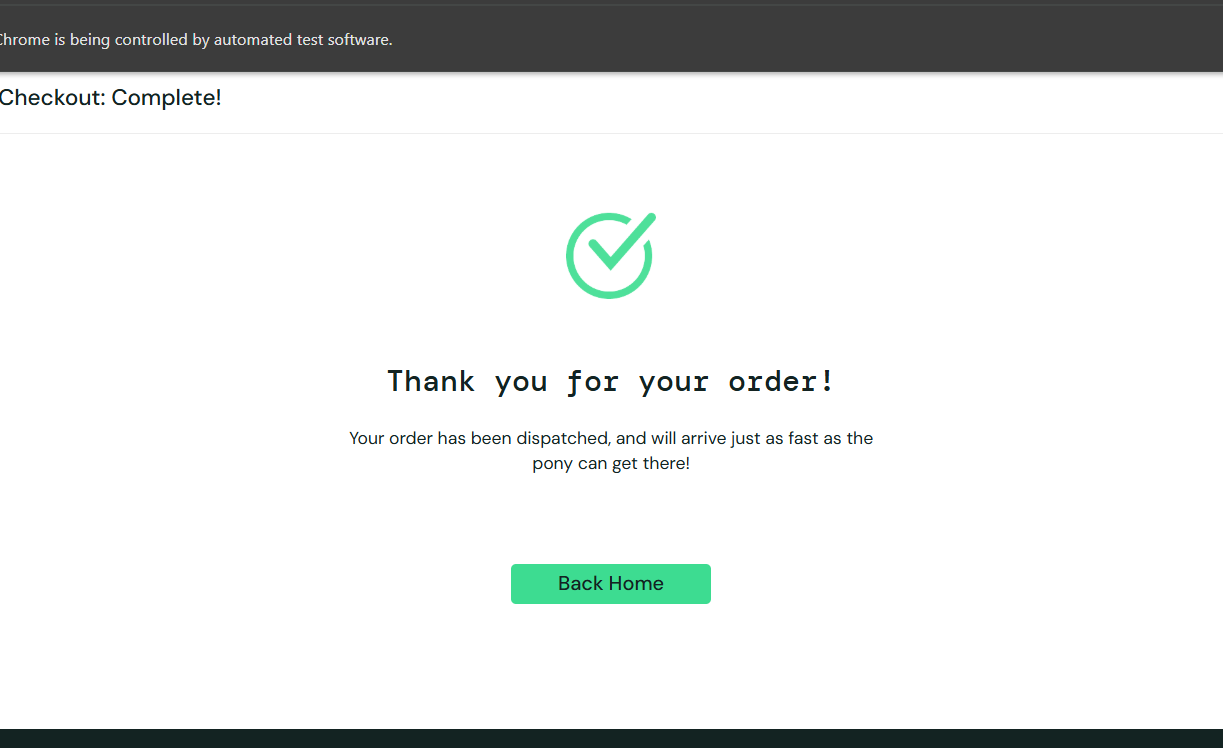 Chrome is being controlled by automated test software.
Checkout: Complete!
Thank you for your order!
Your order has been dispatched, and will arrive just as fast as the
pony can get there!
Back Home